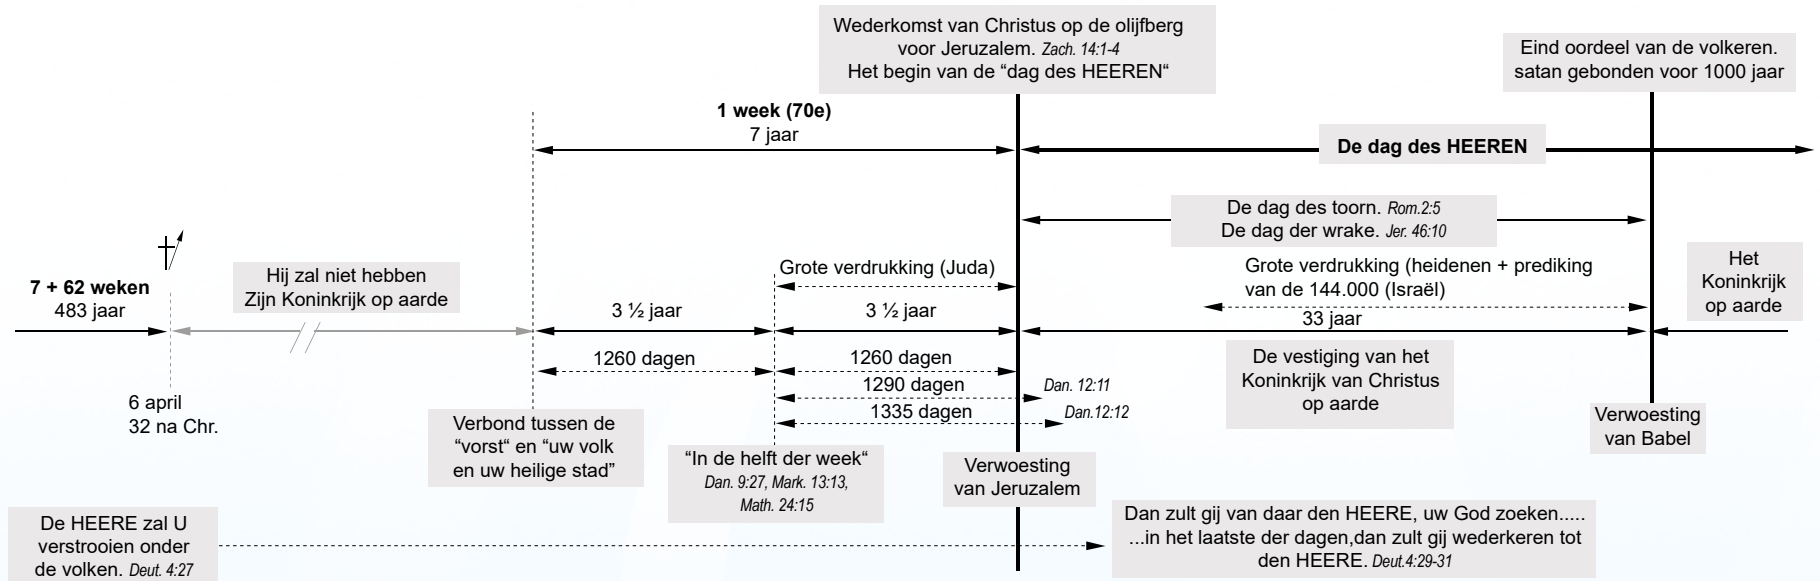 Wederkomst van Christus op de olijfberg
voor Jeruzalem. Zach. 14:1-4
Het begin van de “dag des HEEREN“
Eind oordeel van de volkeren.
satan gebonden voor 1000 jaar
1 week (70e)
7 jaar
De dag des HEEREN
De dag des toorn. Rom.2:5
De dag der wrake. Jer. 46:10
7 + 62 weken
483 jaar
Hij zal niet hebben
Zijn Koninkrijk op aarde
Grote verdrukking (Juda)
Grote verdrukking (heidenen + prediking
van de 144.000 (Israël)
Het
Koninkrijk
op aarde
3 ½ jaar
3 ½ jaar
33 jaar
1260 dagen
1260 dagen
1290 dagen
Dan. 12:11
1335 dagen
Dan.12:12
De vestiging van het
Koninkrijk van Christus
op aarde
6 april
32 na Chr.
Verbond tussen de
“vorst“ en “uw volk
en uw heilige stad”
“In de helft der week“
Dan. 9:27, Mark. 13:13,
Math. 24:15
Verwoesting
van Jeruzalem
Verwoesting
van Babel
De HEERE zal U
verstrooien onder
de volken. Deut. 4:27
Dan zult gij van daar den HEERE, uw God zoeken.....
...in het laatste der dagen,dan zult gij wederkeren tot
den HEERE. Deut.4:29-31